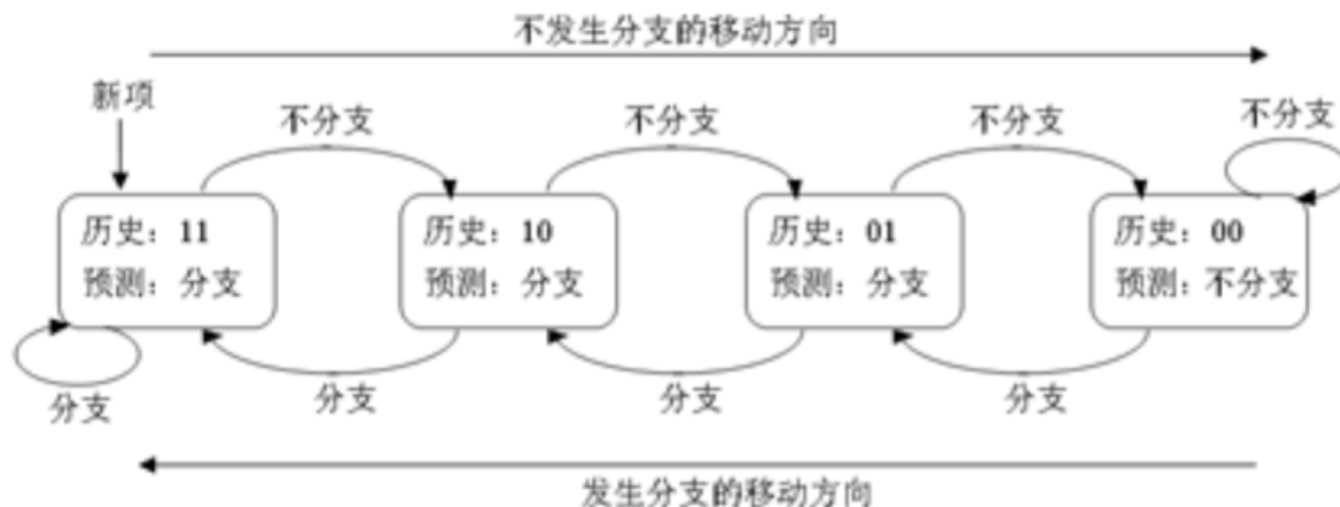 不发生分支的移动方向
新项
不分支
不分支
不分支
不分支
历史：11
预测：分支
历史：10
预测：分支
历史：01
预测：分支
历史：00
预测：不分支
分支
分支
分支
分支
发生分支的移动方向